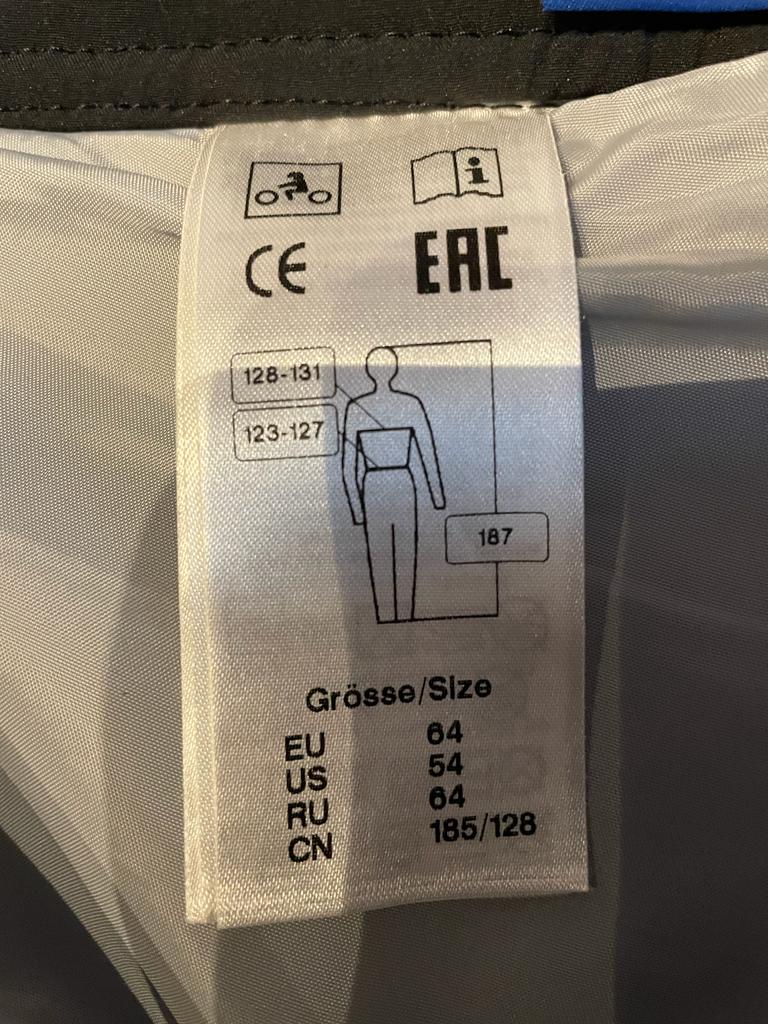 i
CE
EAC
128-131
123-127
187
Grösse/Size
EU 64
US 54
RU 64
CN 185/128